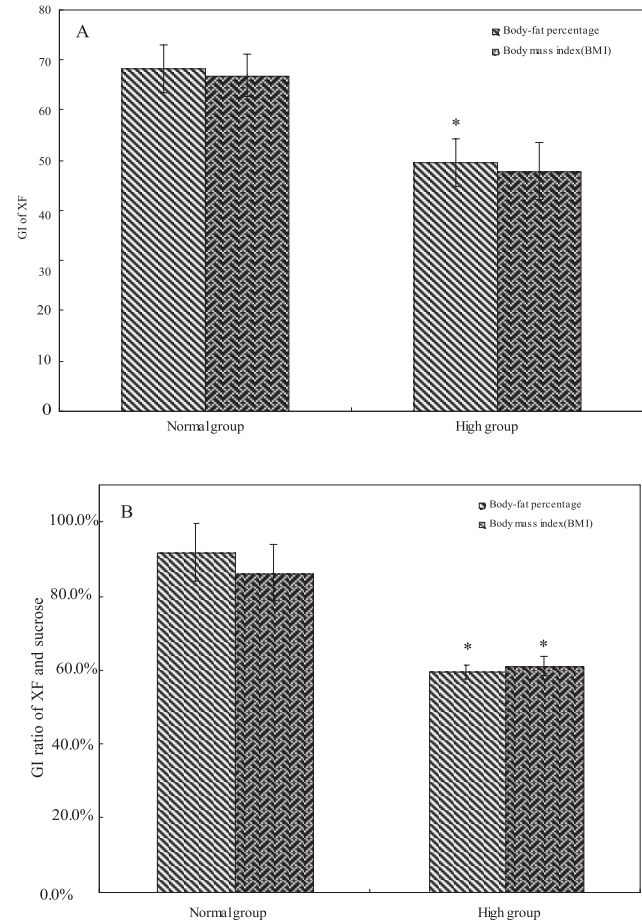 80
A
Body-fat percentage
Body mass index(BMI)
70
60
*
50
GI of XF
40
30
20
10
0
Normal group
High group
B
Body-fat percentage
Body mass index(BMI)
100.0%
80.0%
GI ratio of XF and sucrose
* *
60.0%
40.0%
20.0%
0.0%
Normal group
High group